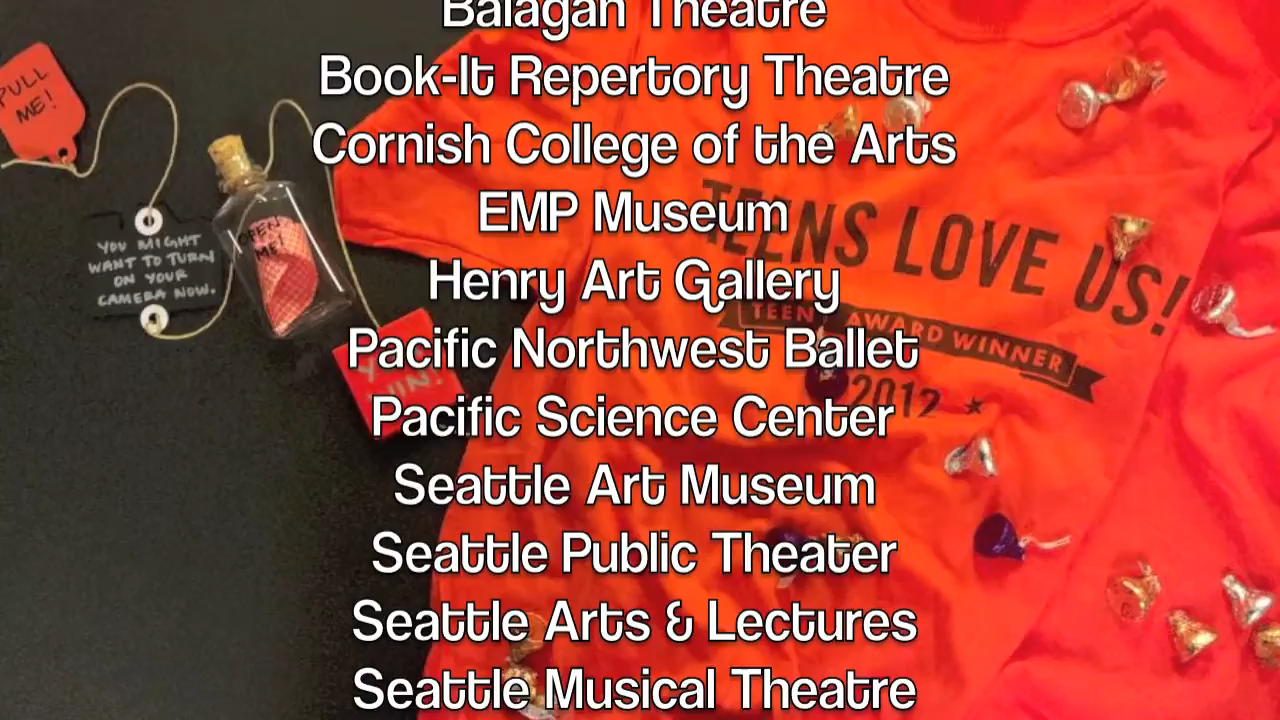 Balagan Theatre
Book-It Repertory Theatre
Cornish College of the Arts
EMP Museum
Henry Art Gallery
Pacific Northwest Ballet
Pacific Science Center
Seattle Art Museum
Seattle Public Theater
Seattle Arts & Lectures
Seattle Musical Theatre
PULL
ME!
YOU MIGHT
WANT TO TURN
ON YOUR
CAMERA NOW.
OPEN
ME!
TEENS LOVE US!
AWARD WINNER
2012